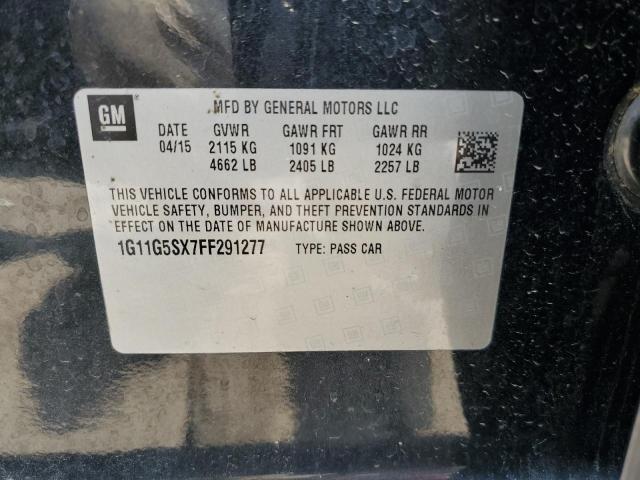 GM
MFD BY GENERAL MOTORS LLC
DATE GVWR GAWR FRT GAWR RR
04/15 2115 KG 1091 KG 1024 KG
4662 LB 2405 LB 2257 LB
THIS VEHICLE CONFORMS TO ALL APPLICABLE U.S. FEDERAL MOTOR
VEHICLE SAFETY, BUMPER, AND THEFT PREVENTION STANDARDS IN
EFFECT ON THE DATE OF MANUFACTURE SHOWN ABOVE.
1G11G5SX7FF291277 TYPE: PASS CAR